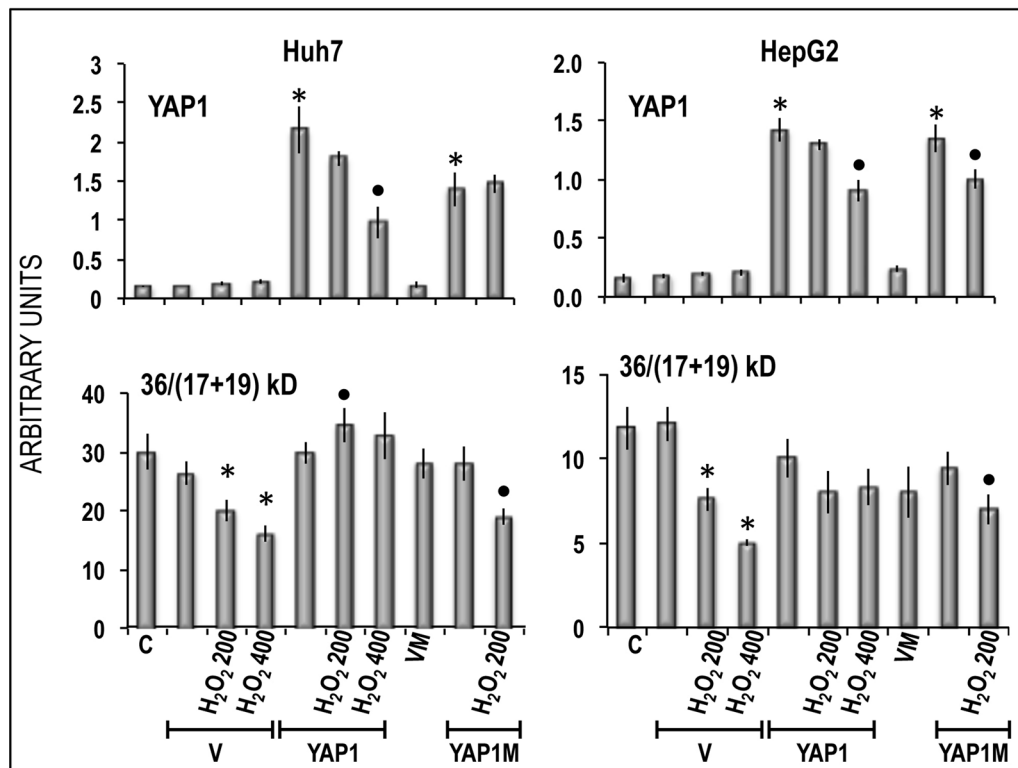 Huh7
HepG2
YAP1
3
2.5
2
1.5
1
0.5
0
YAP1
2.0
1.5
1.0
0.5
0.0
ARBITRARY UNITS
36/(17+19) kD
40
30
20
10
0
36/(17+19) kD
15
10
5
0
C
H₂O₂ 200
H₂O₂ 400
H₂O₂ 200
H₂O₂ 400
VM
H₂O₂ 200
V
YAP1
YAP1M
C
H₂O₂ 200
H₂O₂ 400
H₂O₂ 200
H₂O₂ 400
VM
H₂O₂ 200
V
YAP1
YAP1M